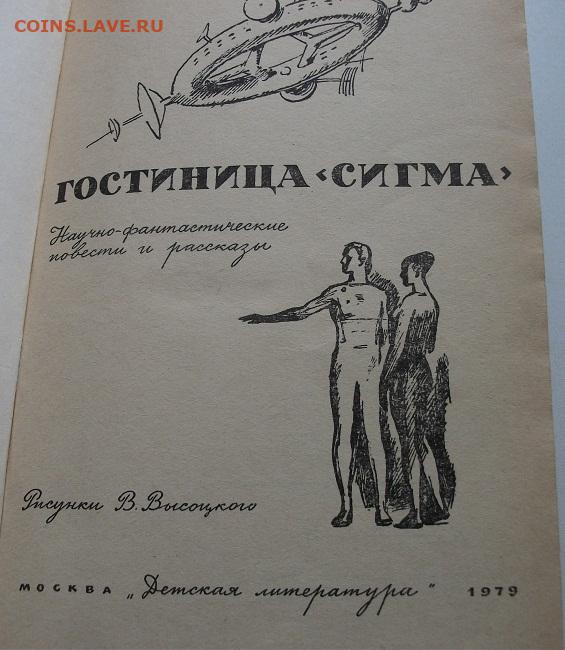 COINS.LAVE.RU
ГОСТИНИЦА ‹СИГМА›
Научно-фантастические
повести и рассказы
Рисунки В. Высоцкого
МОСКВА „Детская литература" 1979